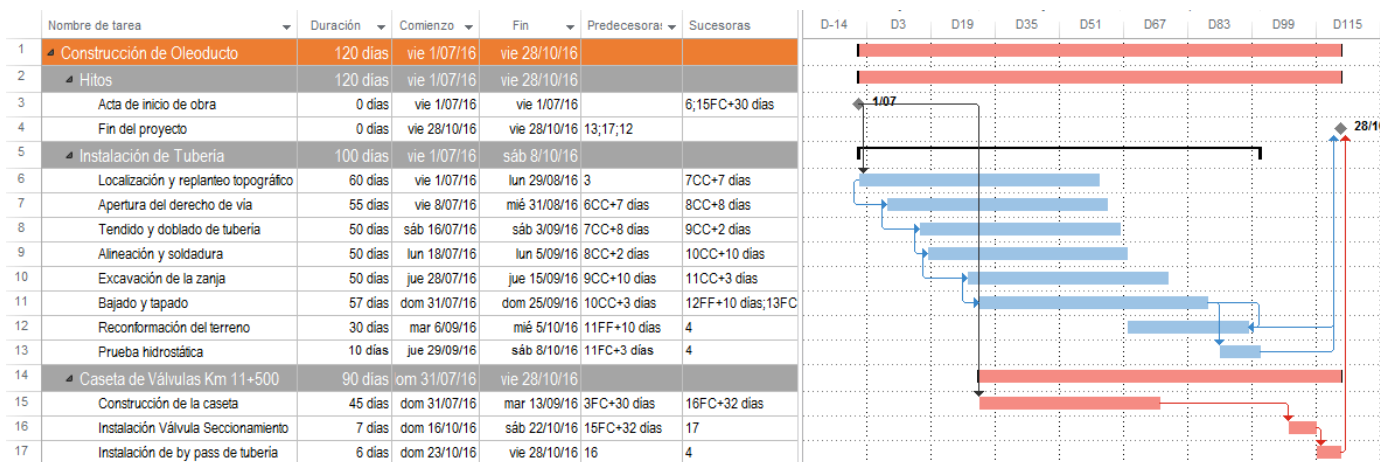 Nombre de tarea Duración Comienzo Fin Predecesoras Sucesoras D-14 D3 D19 D35 D51 D67 D83 D99 D115
1 Construcción de Oleoducto 120 días vie 1/07/16 vie 28/10/16
2 Hitos 120 días vie 1/07/16 vie 28/10/16
3 Acta de inicio de obra 0 días vie 1/07/16 vie 1/07/16 6;15FC+30 días 1/07
4 Fin del proyecto 0 días vie 28/10/16 vie 28/10/16 13;17;12 28/1
5 Instalación de Tubería 100 días vie 1/07/16 sáb 8/10/16
6 Localización y replanteo topográfico 60 días vie 1/07/16 lun 29/08/16 3 7CC+7 días
7 Apertura del derecho de vía 55 días vie 8/07/16 mié 31/08/16 6CC+7 días 8CC+8 días
8 Tendido y doblado de tubería 50 días sáb 16/07/16 sáb 3/09/16 7CC+8 días 9CC+2 días
9 Alineación y soldadura 50 días lun 18/07/16 lun 5/09/16 8CC+2 días 10CC+10 días
10 Excavación de la zanja 50 días jue 28/07/16 jue 15/09/16 9CC+10 días 11CC+3 días
11 Bajado y tapado 57 días dom 31/07/16 dom 25/09/16 10CC+3 días 12FF+10 días;13FC
12 Reconformación del terreno 30 días mar 6/09/16 mié 5/10/16 11FF+10 días 4
13 Prueba hidrostática 10 días jue 29/09/16 sáb 8/10/16 11FC+3 días 4
14 Caseta de Válvulas Km 11+500 90 días om 31/07/16 vie 28/10/16
15 Construcción de la caseta 45 días dom 31/07/16 mar 13/09/16 3FC+30 días 16FC+32 días
16 Instalación Válvula Seccionamiento 7 días dom 16/10/16 sáb 22/10/16 15FC+32 días 17
17 Instalación de by pass de tubería 6 días dom 23/10/16 vie 28/10/16 16 4